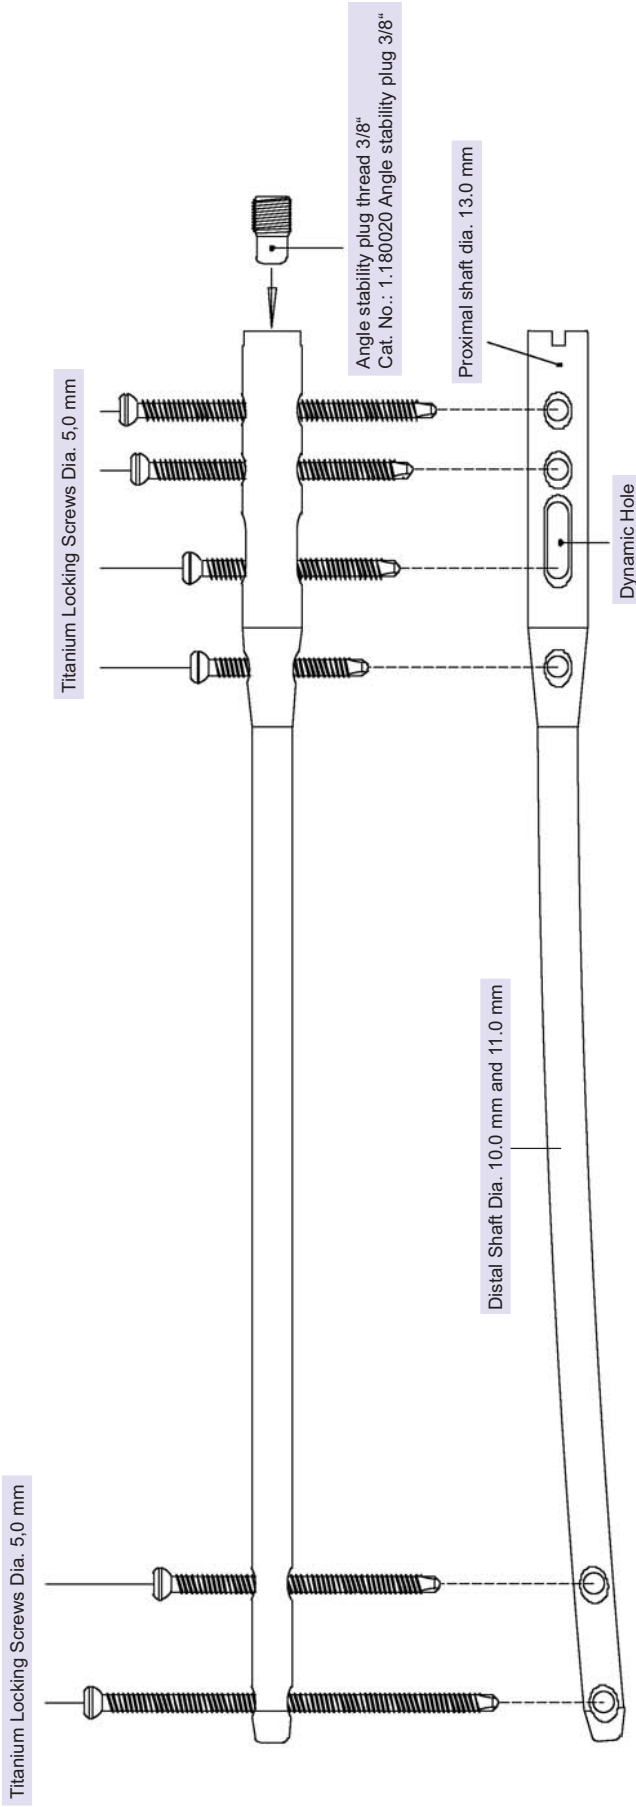 Titanium Locking Screws Dia. 5,0 mm
Titanium Locking Screws Dia. 5,0 mm
Angle stability plug thread 3/8“
Cat. No.: 1.180020 Angle stability plug 3/8“
Proximal shaft dia. 13.0 mm
Distal Shaft Dia. 10.0 mm and 11.0 mm
Dynamic Hole